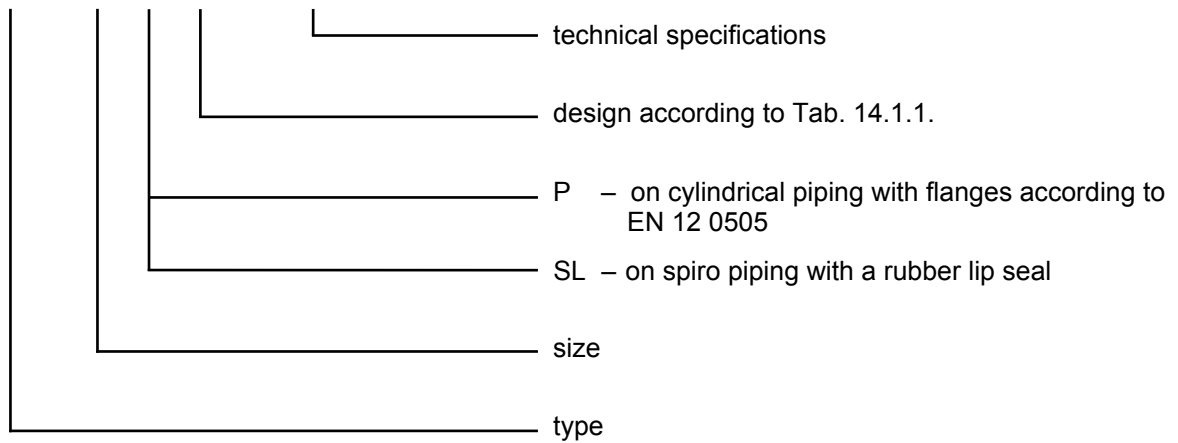 technical specifications
design according to Tab. 14.1.1.
P – on cylindrical piping with flanges according to
EN 12 0505
SL – on spiro piping with a rubber lip seal
size
type